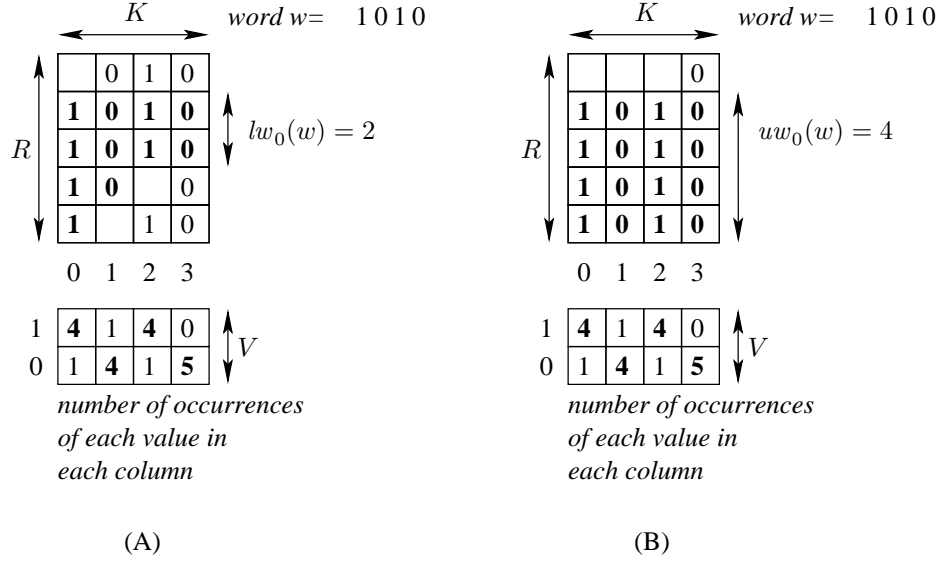 K word w= 1 0 1 0
0 1 0
1 0 1 0
1 0 1 0
1 0 0
1 1 0
R
lw₀(w) = 2
0 1 2 3
1 4 1 4 0
0 1 4 1 5
V
number of occurrences
of each value in
each column
(A)
K word w= 1 0 1 0
0
1 0 1 0
1 0 1 0
1 0 1 0
1 0 1 0
R
uw₀(w) = 4
0 1 2 3
1 4 1 4 0
0 1 4 1 5
V
number of occurrences
of each value in
each column
(B)